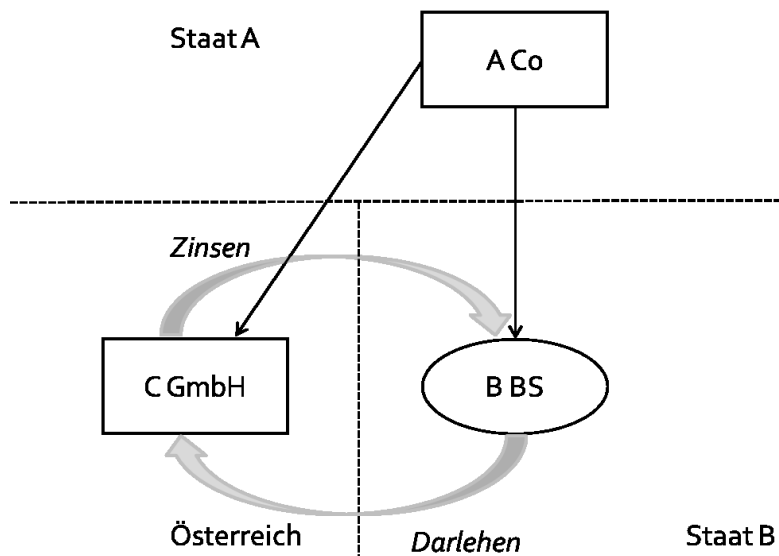 Staat A
A Co
Zinsen
C GmbH
B BS
Österreich
Darlehen
Staat B